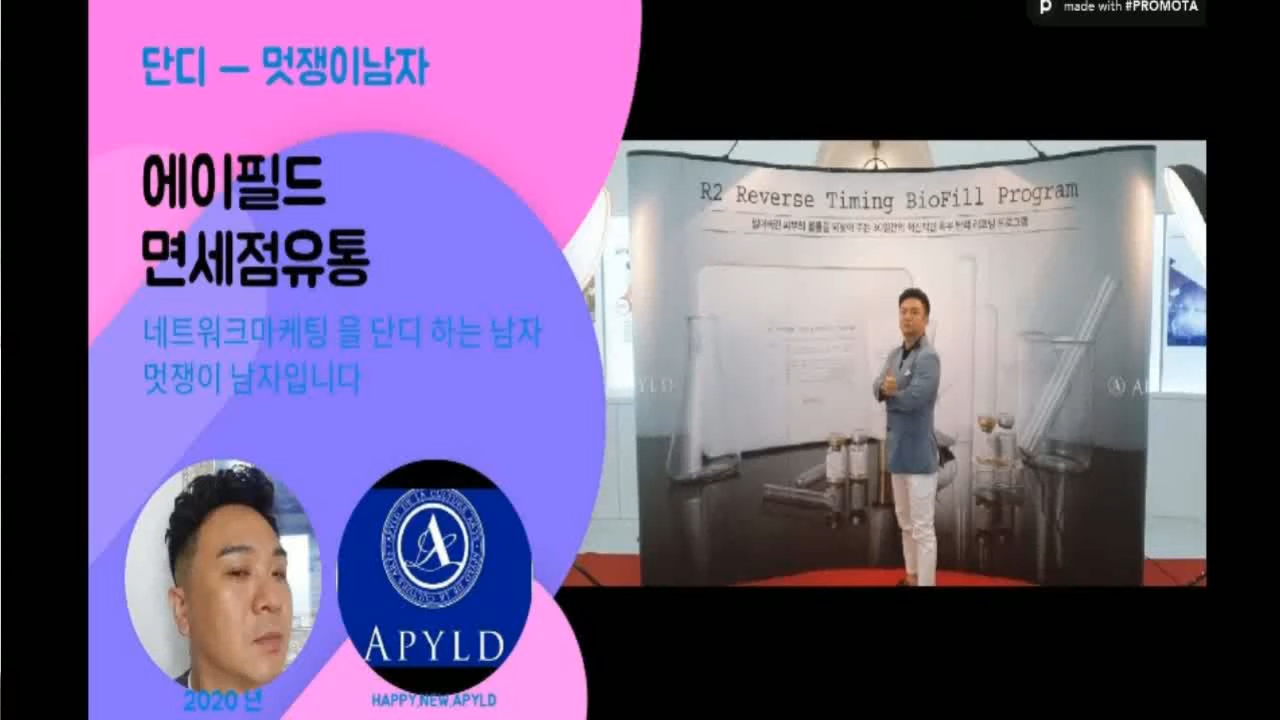 made with #PROMOTA
단디 – 멋쟁이남자
에이필드
면세점유통
네트워크마케팅 을 단디 하는 남자
멋쟁이 남자입니다
R2 Reverse Timing BioFill Program
APYLD
2020 년
HAPPY,NEW,APYLD